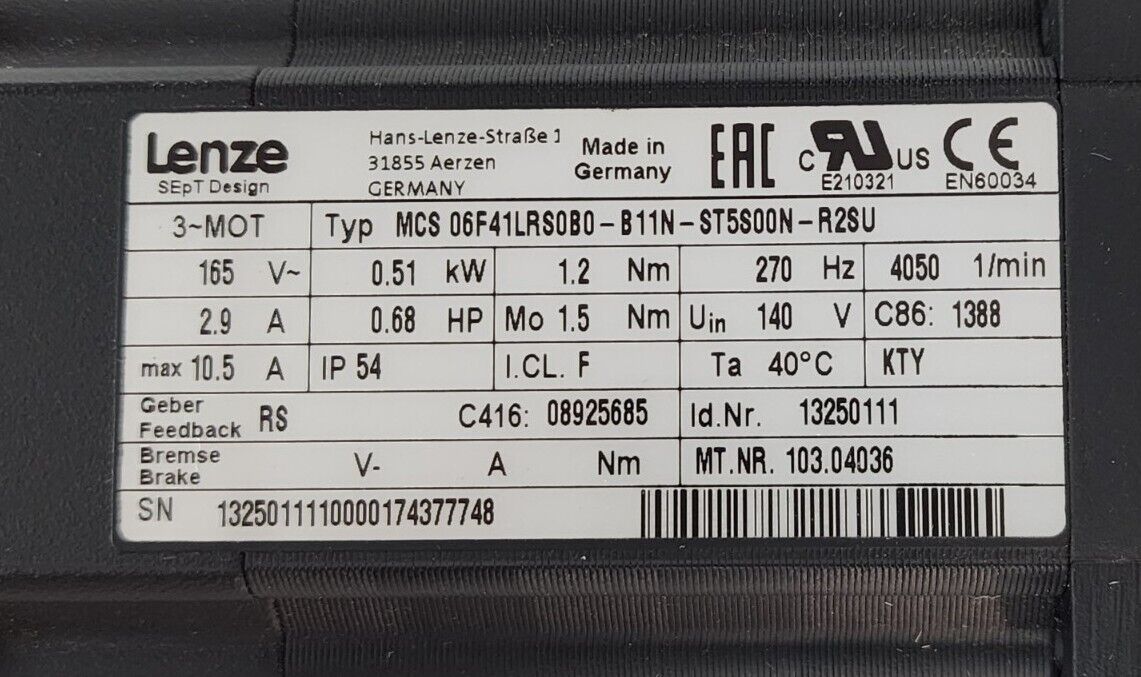 Lenze
SEpT Design
Hans-Lenze-Straße 1
31855 Aerzen
GERMANY
Made in
Germany
EAC
C RU US
E210321
CE
EN60034
3~MOT Typ MCS 06F41LRS0B0-B11N-ST5S00N-R2SU
165 V~ 0.51 kW 1.2 Nm 270 Hz 4050 1/min
2.9 A 0.68 HP Mo 1.5 Nm Uin 140 V C86: 1388
max 10.5 A IP 54 I.CL. F Ta 40°C KTY
Geber
Feedback RS C416: 08925685 Id.Nr. 13250111
Bremse
Brake V- A Nm MT.NR. 103.04036
SN 1325011110000174377748